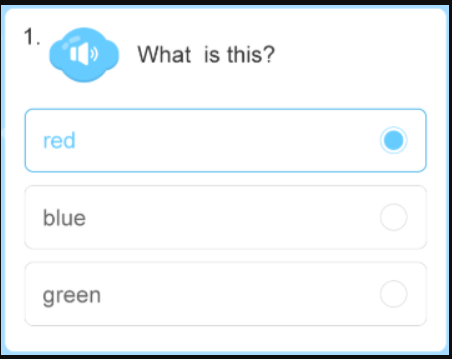 1. What is this?
red
blue
green